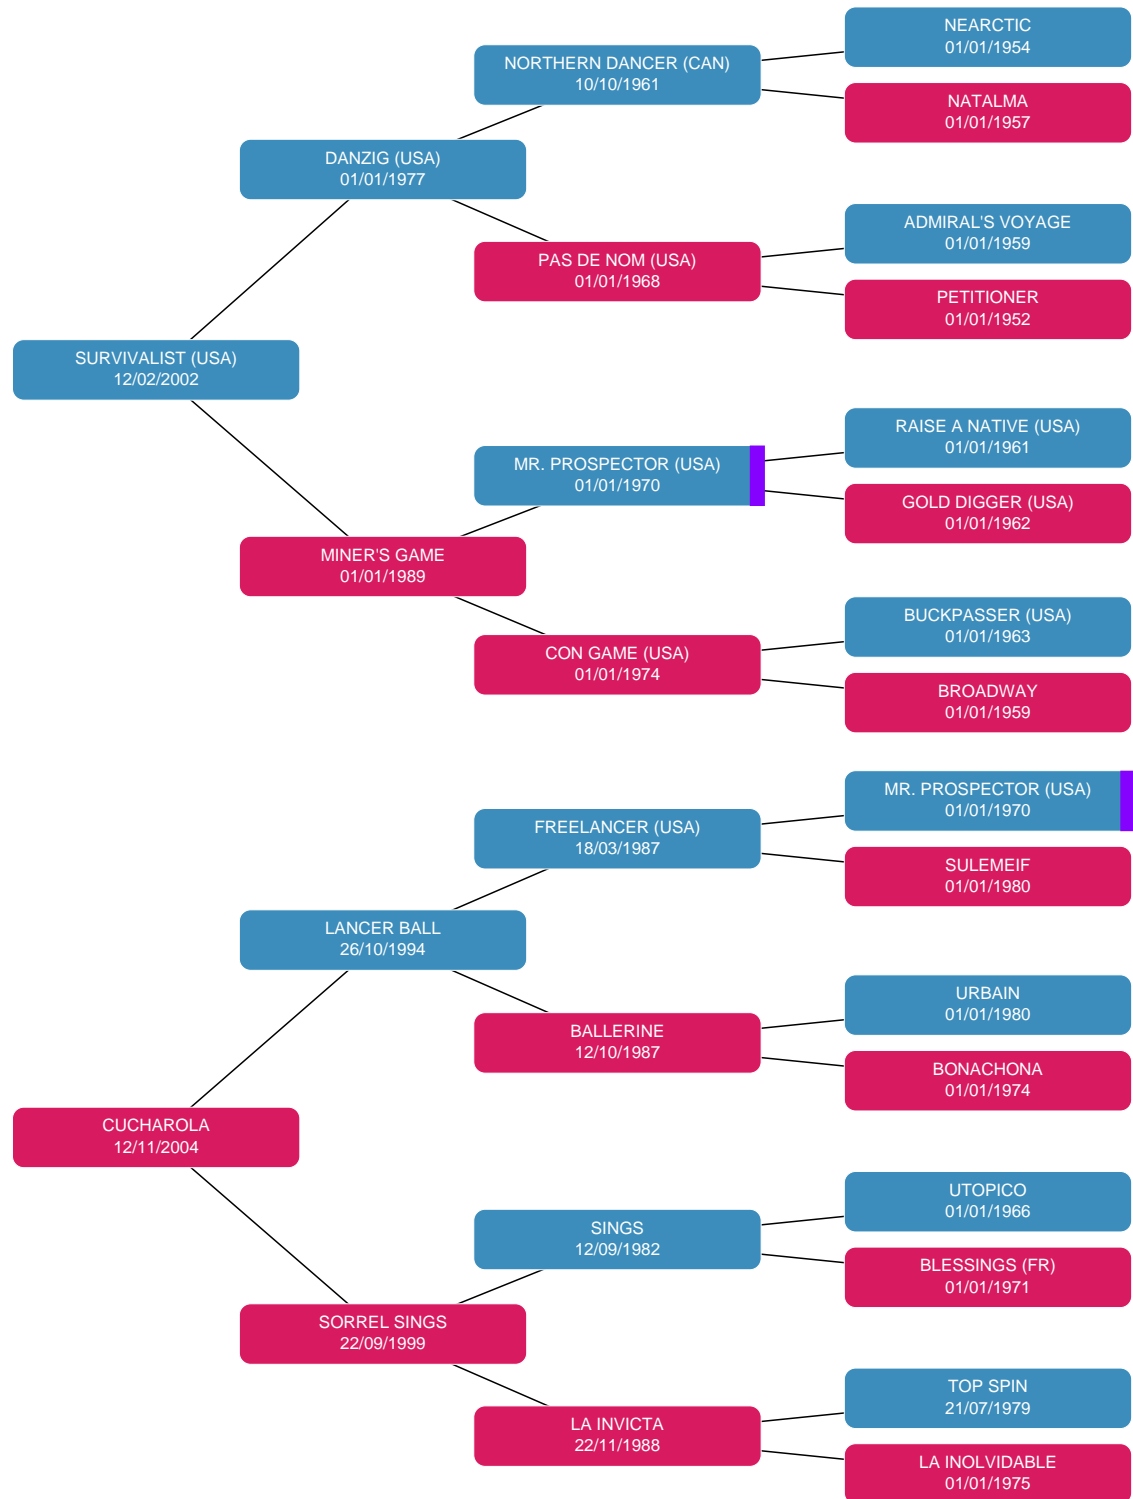 NEARCTIC
01/01/1954
NORTHERN DANCER (CAN)
10/10/1961
NATALMA
01/01/1957
DANZIG (USA)
01/01/1977
ADMIRAL'S VOYAGE
01/01/1959
PAS DE NOM (USA)
01/01/1968
PETITIONER
01/01/1952
SURVIVALIST (USA)
12/02/2002
RAISE A NATIVE (USA)
01/01/1961
MR. PROSPECTOR (USA)
01/01/1970
GOLD DIGGER (USA)
01/01/1962
MINER'S GAME
01/01/1989
BUCKPASSER (USA)
01/01/1963
CON GAME (USA)
01/01/1974
BROADWAY
01/01/1959
MR. PROSPECTOR (USA)
01/01/1970
FREELANCER (USA)
18/03/1987
SULEMEIF
01/01/1980
LANCER BALL
26/10/1994
URBAIN
01/01/1980
BALLERINE
12/10/1987
BONACHONA
01/01/1974
CUCHAROLA
12/11/2004
UTOPICO
01/01/1966
SINGS
12/09/1982
BLESSINGS (FR)
01/01/1971
SORREL SINGS
22/09/1999
TOP SPIN
21/07/1979
LA INVICTA
22/11/1988
LA INOLVIDABLE
01/01/1975